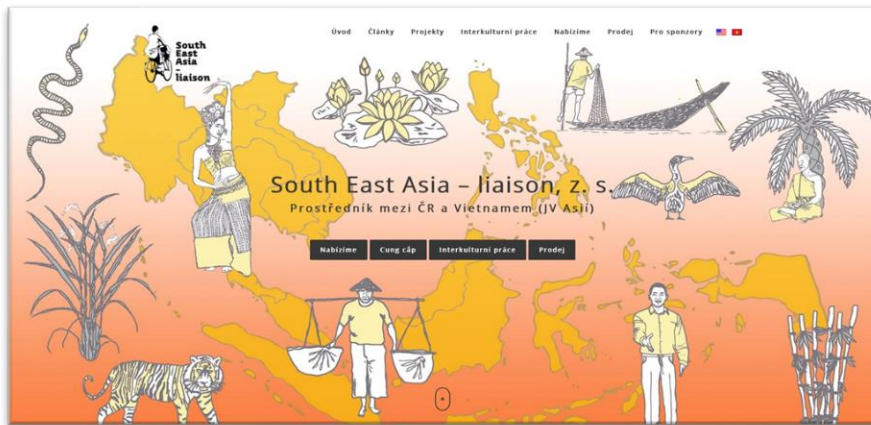 South
East
Asia
–
liaison
Úvod Články Projekty Interkulturní práce Nabízíme Prodej Pro sponzory
South East Asia – liaison, z. s.
Prostředník mezi ČR a Vietnamem (JV Asií)
Nabízíme Cung cấp Interkulturní práce Prodej